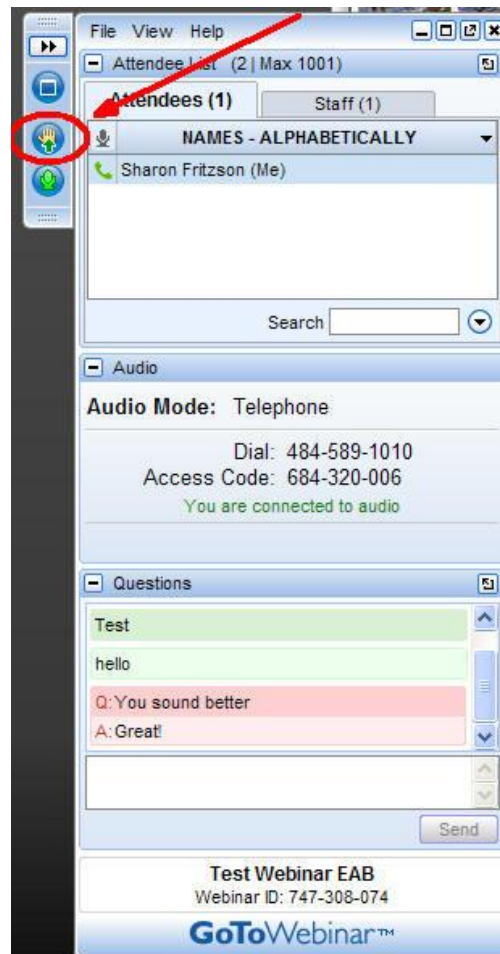 File View Help
Attendee List (2 | Max 1001)
Attendees (1) Staff (1)
NAMES - ALPHABETICALLY
Sharon Fritzson (Me)
Search
Audio
Audio Mode: Telephone
Dial: 484-589-1010
Access Code: 684-320-006
You are connected to audio
Questions
Test
hello
Q: You sound better
A: Great!
Send
Test Webinar EAB
Webinar ID: 747-308-074
GoToWebinar™